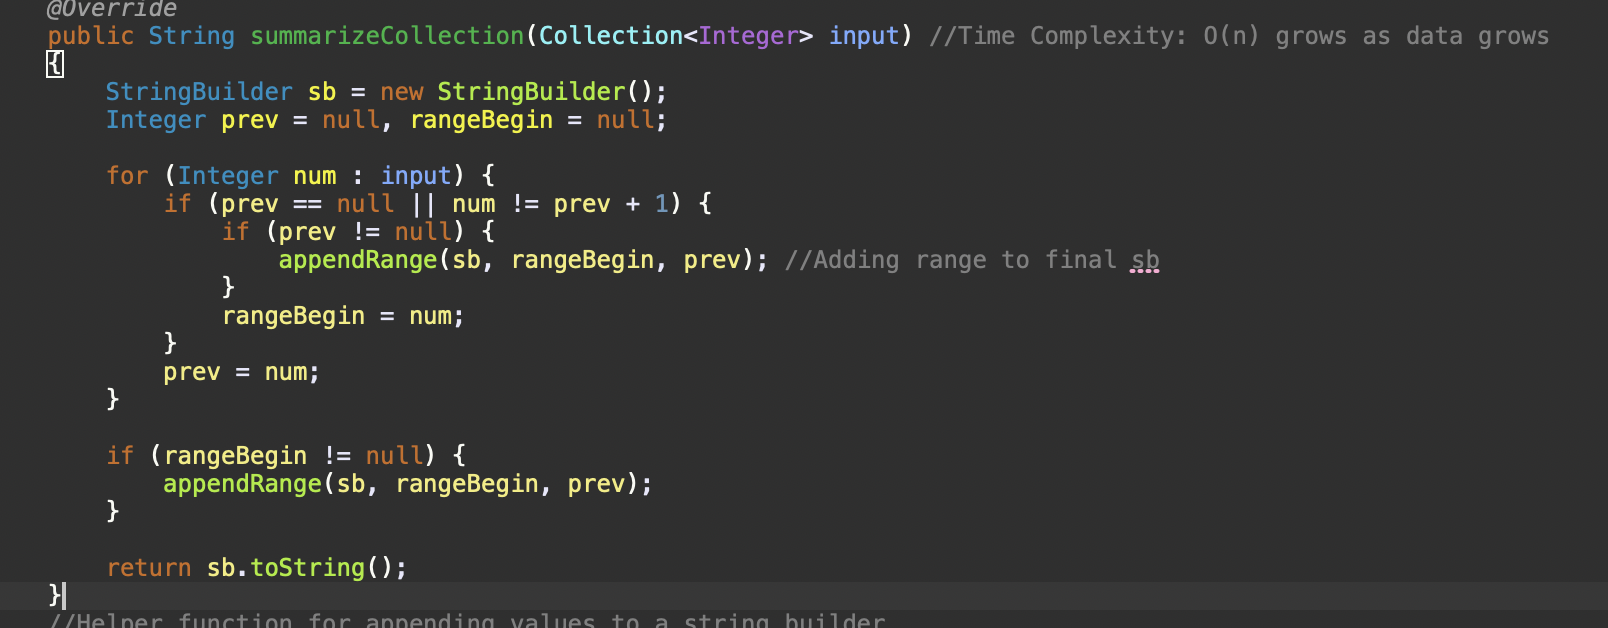 @Override
public String summarizeCollection(Collection<Integer> input) //Time Complexity: O(n) grows as data grows
{
StringBuilder sb = new StringBuilder();
Integer prev = null, rangeBegin = null;
for (Integer num : input) {
if (prev == null || num != prev + 1) {
if (prev != null) {
appendRange(sb, rangeBegin, prev); //Adding range to final sb
}
rangeBegin = num;
}
prev = num;
}
if (rangeBegin != null) {
appendRange(sb, rangeBegin, prev);
}
return sb.toString();
}
//Helper function for appending values to a string builder